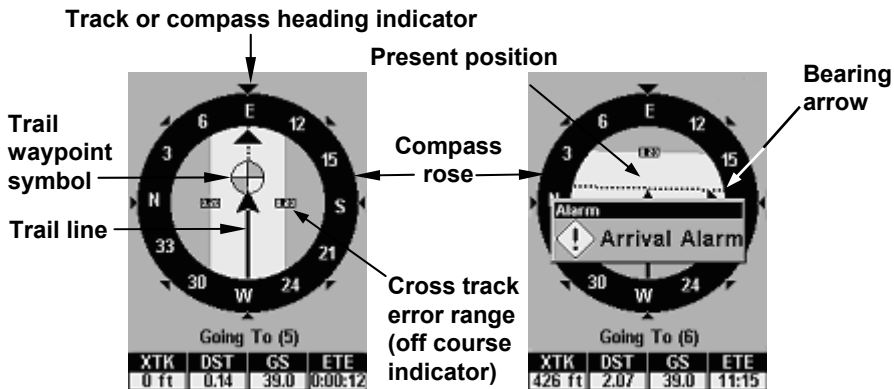 Track or compass heading indicator
Present position
Bearing
arrow
Trail
waypoint
symbol
Compass
rose
Trail line
Cross track
error range
(off course
indicator)
E
12
15
S
21
24
W
30
33
N
3
6
Going To (5)
XTK DST GS ETE
0 ft 0.14 39.0 0:00:12
E
12
15
24
W
30
3
6
Alarm
Arrival Alarm
Going To (6)
XTK DST GS ETE
426 ft 2.07 39.0 11:15